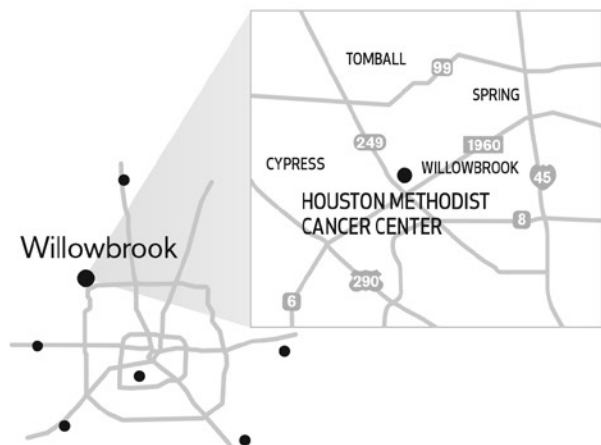 TOMBALL
99
SPRING
249
1960
CYPRESS
WILLOWBROOK
45
HOUSTON METHODIST
CANCER CENTER
8
Willowbrook
290
6